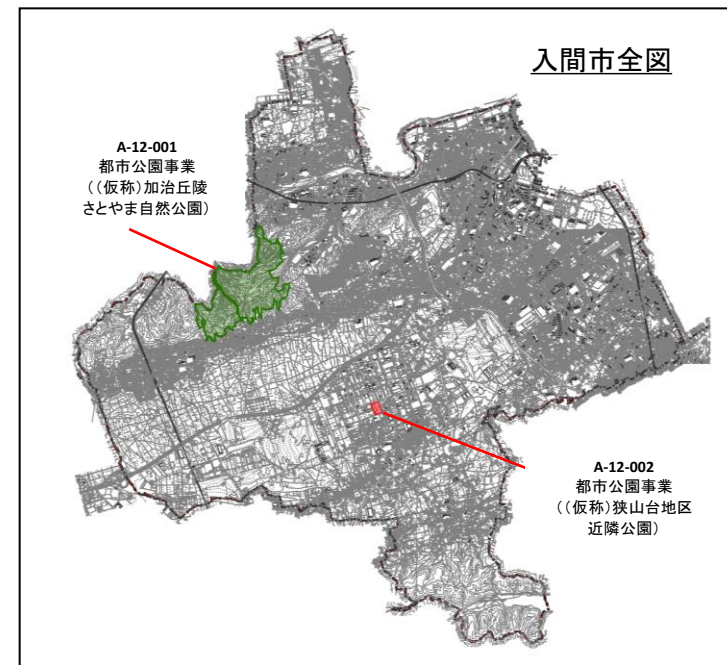 入間市全図
A-12-001
都市公園事業
((仮称)加治丘陵
さとやま自然公園)
A-12-002
都市公園事業
((仮称)狭山台地区
近隣公園)